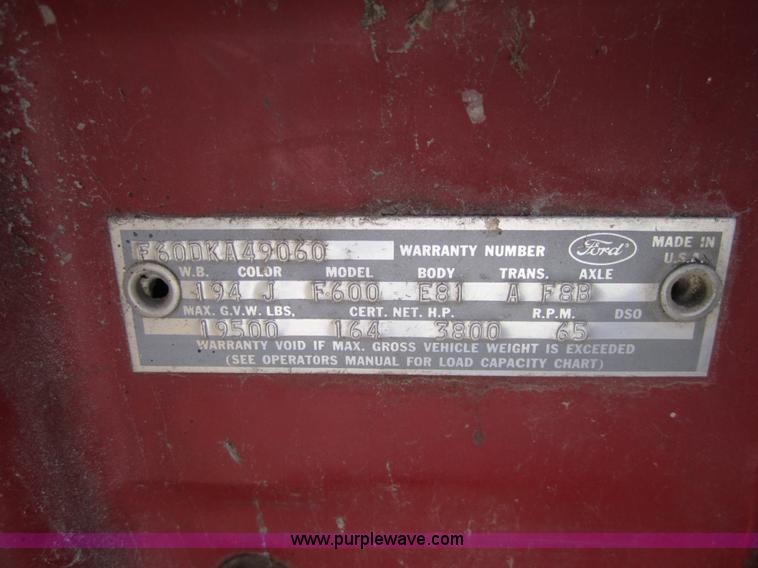 F60DKA49060 WARRANTY NUMBER Ford MADE IN U.S.A.
W.B. COLOR MODEL BODY TRANS. AXLE
194 J F600 E81 A F8B
MAX. G.V.W. LBS. CERT. NET. H.P. R.P.M. DSO
19500 164 3800 65
WARRANTY VOID IF MAX. GROSS VEHICLE WEIGHT IS EXCEEDED
(SEE OPERATORS MANUAL FOR LOAD CAPACITY CHART)
www.purplewave.com